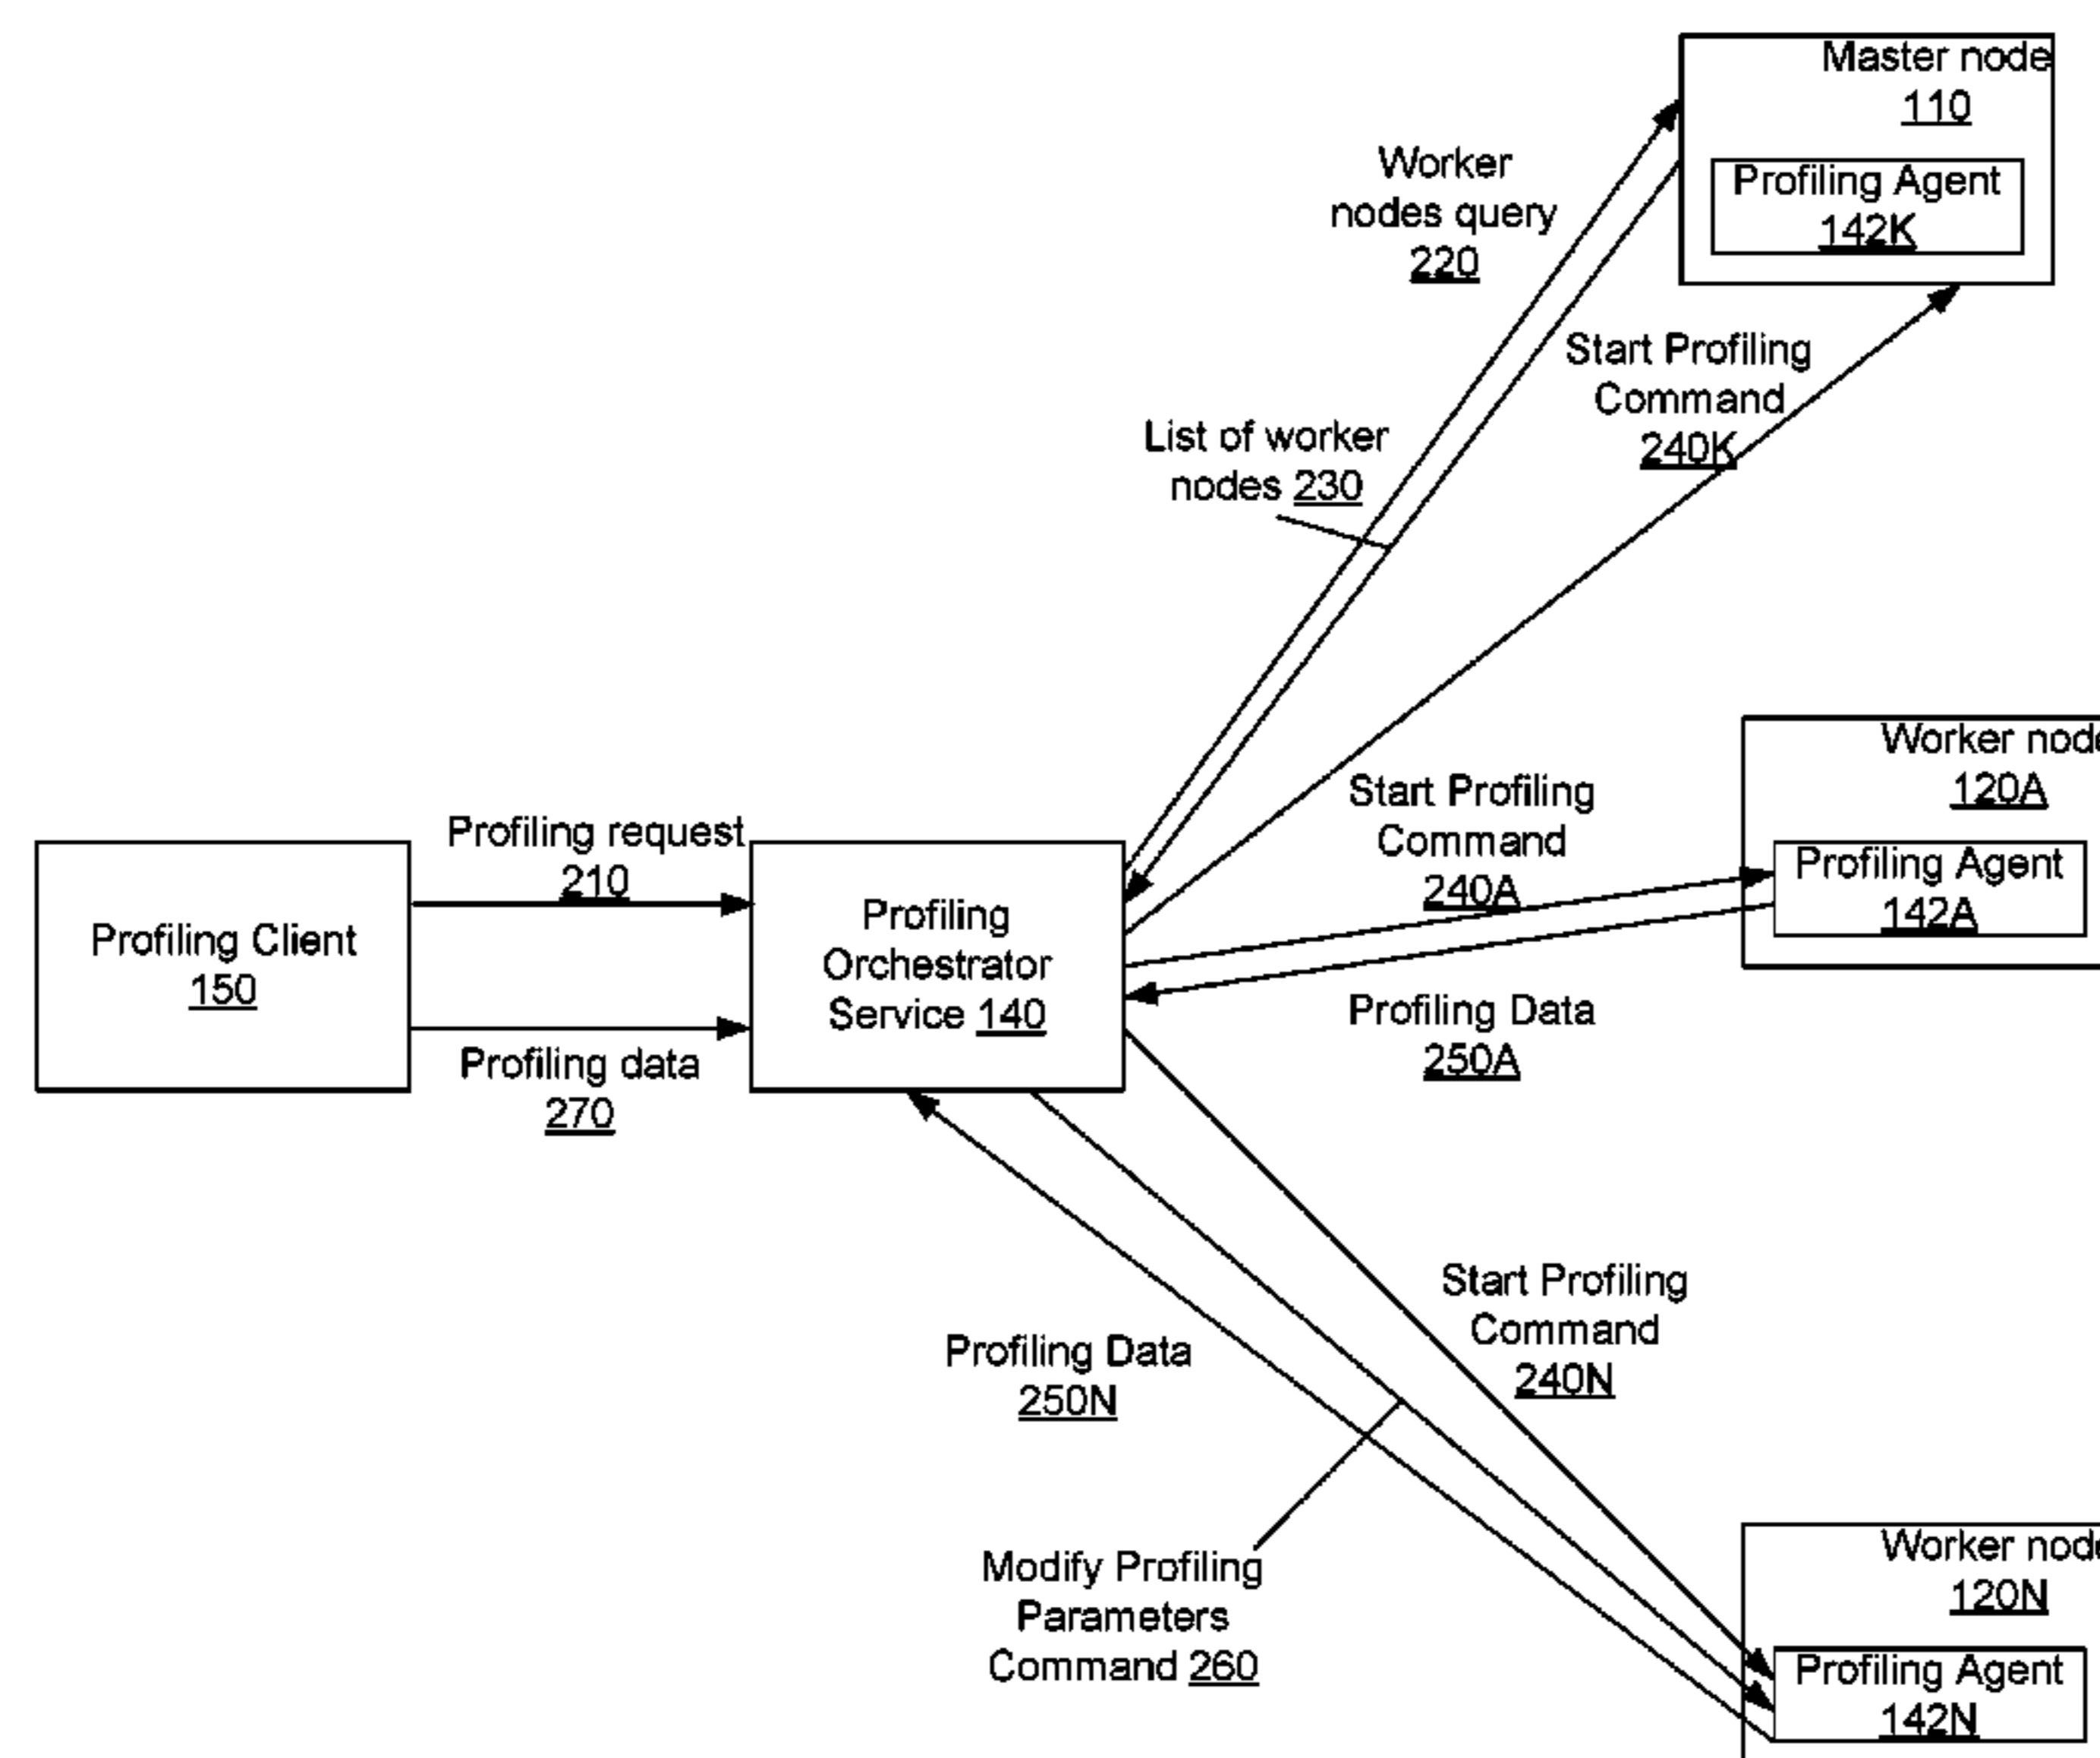 Master node
110
Profiling Agent
142K
Worker
nodes query
220
Start Profiling
Command
240K
List of worker
nodes 230
Worker
120A
Profiling Agent
142A
Start Profiling
Command
240A
Profiling Data
250A
Profiling request
210
Profiling Client
150
Profiling data
270
Profiling
Orchestrator
Service 140
Start Profiling
Command
240N
Profiling Data
250N
Modify Profiling
Parameters
Command 260
Worker
120N
Profiling Agent
142N